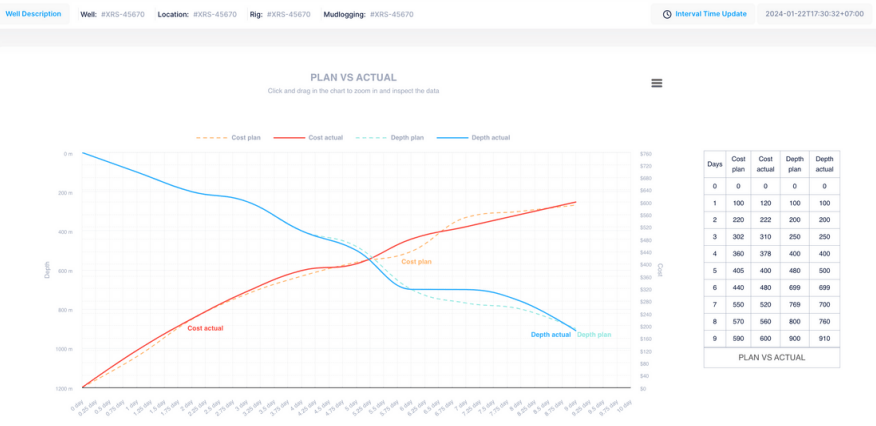 Well Description Well: #XRS-45670 Location: #XRS-45670 Rig: #XRS-45670 Mudlogging: #XRS-45670 Interval Time Update 2024-01-22T17:30:32+07:00
PLAN VS ACTUAL
Click and drag in the chart to zoom in and inspect the data
Cost plan Cost actual Depth plan Depth actual
0 m
200 m
400 m
600 m
800 m
1000 m
1200 m
Depth
Cost plan
Cost actual
Depth actual Depth plan
$760
$720
$680
$640
$600
$560
$520
$480
$440
$400
$360
$320
$280
$240
$200
$160
$120
$80
$40
$0
Cost
0 day 0.25 day 0.5 day 0.75 day 1 day 1.25 day 1.5 day 1.75 day 2 day 2.25 day 2.5 day 2.75 day 3 day 3.25 day 3.5 day 3.75 day 4 day 4.25 day 4.5 day 4.75 day 5 day 5.25 day 5.5 day 5.75 day 6 day 6.25 day 6.5 day 6.75 day 7 day 7.25 day 7.5 day 7.75 day 8 day 8.25 day 8.5 day 8.75 day 9 day 9.25 day 9.5 day 9.75 day 10 day
Days Cost plan Cost actual Depth plan Depth actual
0 0 0 0 0
1 100 120 100 100
2 220 222 200 200
3 302 310 250 250
4 360 378 400 400
5 405 400 480 500
6 440 480 699 699
7 550 520 769 700
8 570 560 800 760
9 590 600 900 910
PLAN VS ACTUAL